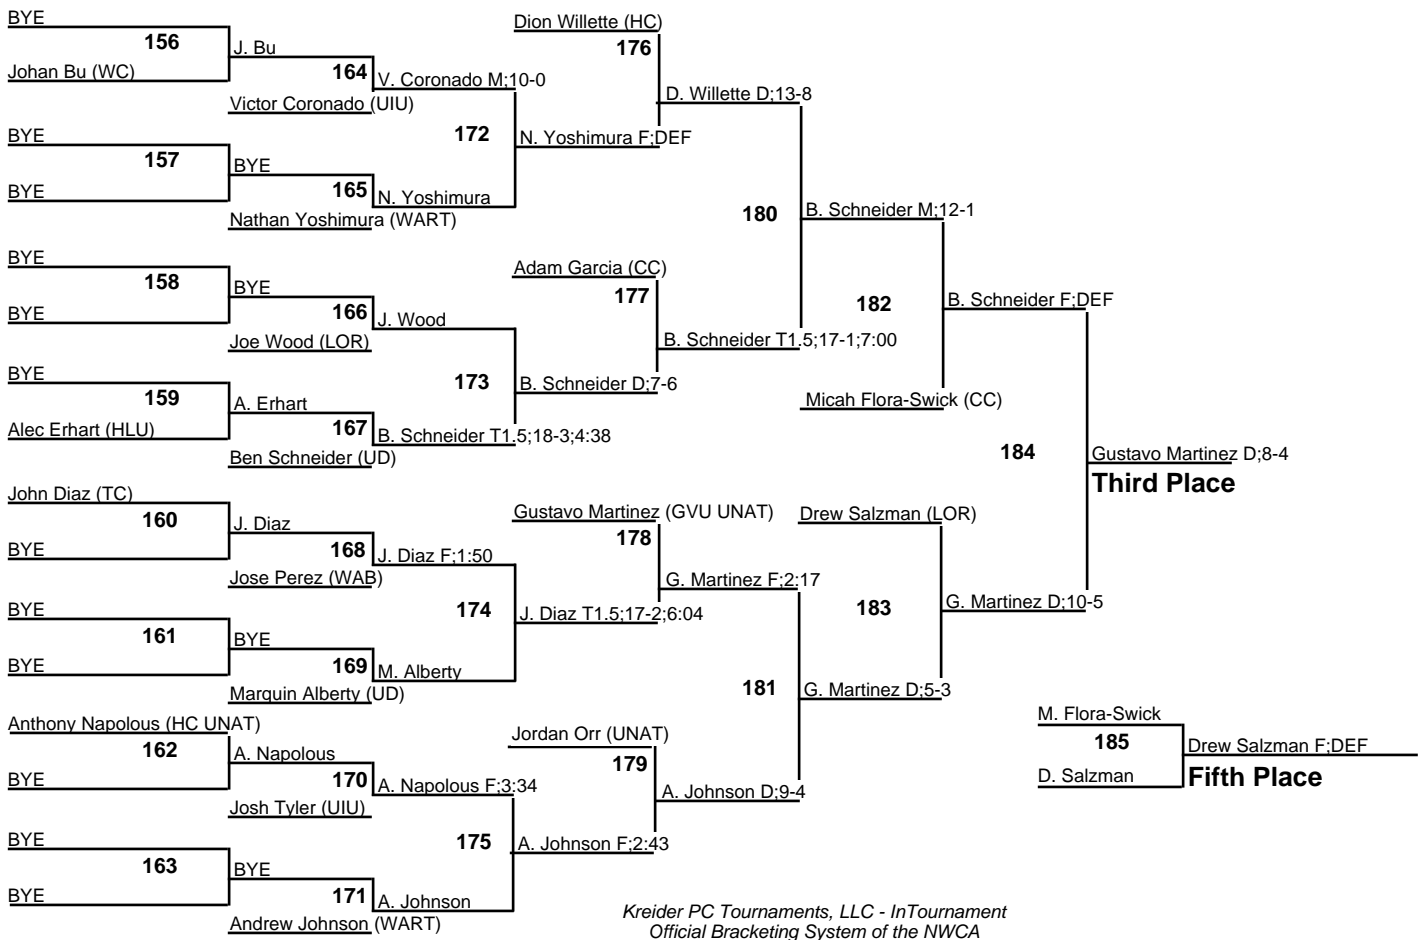 BYE
156
Johan Bu (WC)
J. Bu
164
Victor Coronado (UIU)
V. Coronado M;10-0
BYE
157
BYE
BYE
165
Nathan Yoshimura (WART)
N. Yoshimura
172
N. Yoshimura F;DEF
Dion Willette (HC)
176
D. Willette D;13-8
BYE
158
BYE
BYE
166
Joe Wood (LOR)
J. Wood
BYE
159
Alec Erhart (HLU)
A. Erhart
167
Ben Schneider (UD)
B. Schneider T1.5;18-3;4:38
173
B. Schneider D;7-6
Adam Garcia (CC)
177
B. Schneider T1.5;17-1;7:00
180
B. Schneider M;12-1
182
Micah Flora-Swick (CC)
B. Schneider F;DEF
John Diaz (TC)
160
BYE
J. Diaz
168
Jose Perez (WAB)
J. Diaz F;1:50
BYE
161
BYE
BYE
169
Marquin Alberty (UD)
M. Alberty
174
J. Diaz T1.5;17-2;6:04
Gustavo Martinez (GVU UNAT)
178
G. Martinez F;2:17
Anthony Napolous (HC UNAT)
162
BYE
A. Napolous
170
Josh Tyler (UIU)
A. Napolous F;3:34
BYE
163
BYE
BYE
171
Andrew Johnson (WART)
A. Johnson
175
A. Johnson F;2:43
Jordan Orr (UNAT)
179
A. Johnson D;9-4
181
G. Martinez D;5-3
Drew Salzman (LOR)
183
G. Martinez D;10-5
184
Gustavo Martinez D;8-4
Third Place
M. Flora-Swick
185
D. Salzman
Drew Salzman F;DEF
Fifth Place
Kreider PC Tournaments, LLC - InTournament
Official Bracketing System of the NWCA